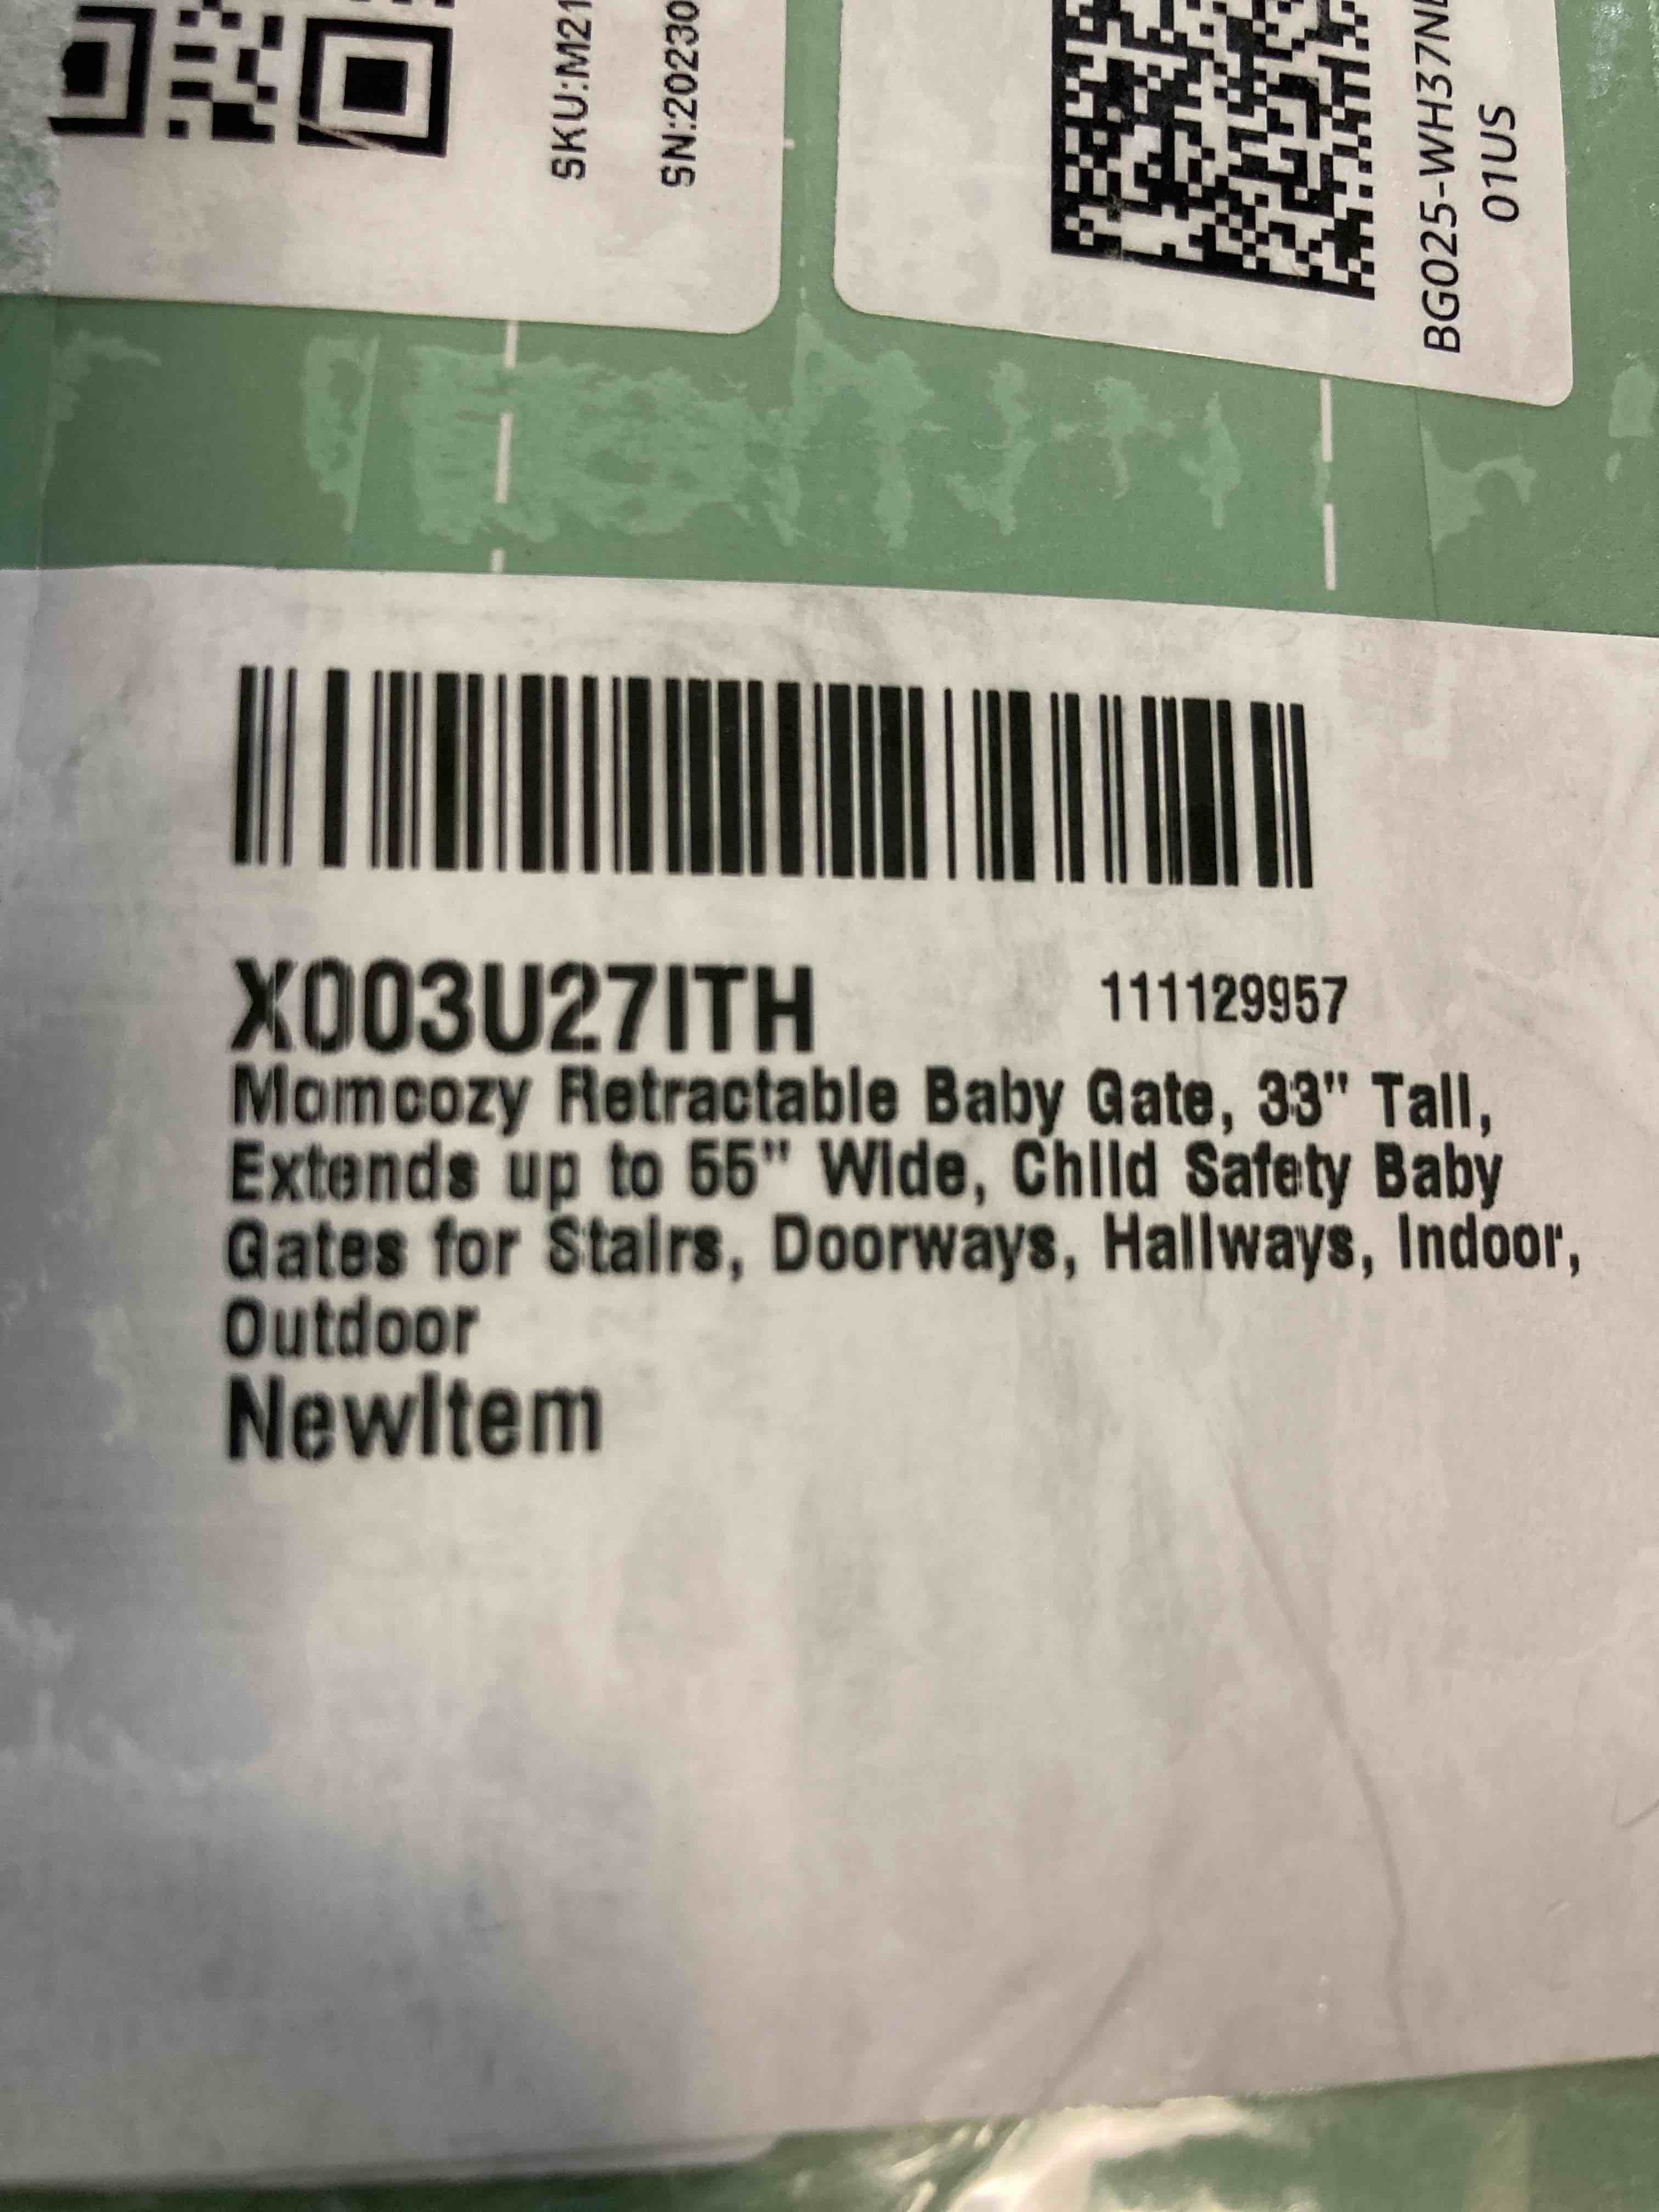 SKU:M21
SN:20230
BG025-WH37N
01US
X003U27ITH 111129957
Momcozy Retractable Baby Gate, 33" Tall,
Extends up to 55" Wide, Child Safety Baby
Gates for Stairs, Doorways, Hallways, Indoor,
Outdoor
NewItem